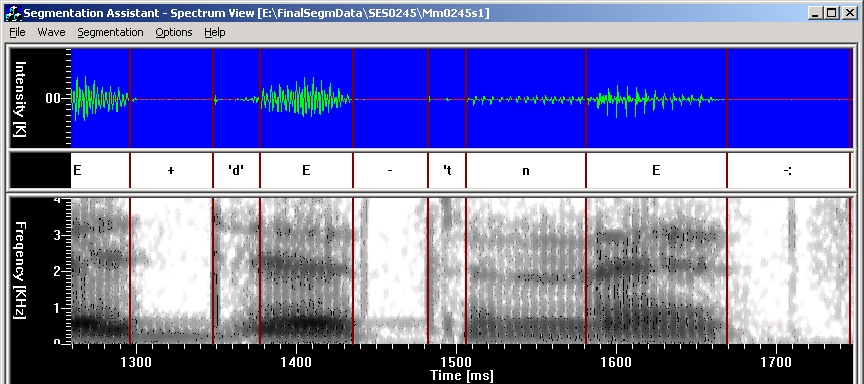 Segmentation Assistant - Spectrum View [E:\FinalSegmData\SES0245\Mm0245s1]
File Wave Segmentation Options Help
Intensity [K]
00
E + 'd' E - 't n E -:
Freqency [KHz]
4
3
2
1
0
1300 1400 1500 1600 1700
Time [ms]